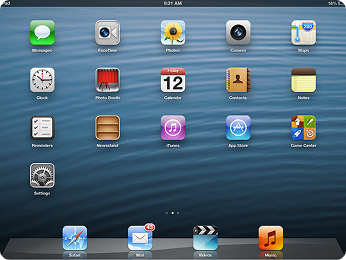 iPad 9:31 AM 16%
Messages FaceTime Photos Camera Maps
280
Clock Photo Booth Calendar Contacts Notes
Friday
12
Reminders Newsstand iTunes App Store Game Center
Settings
Safari Mail Videos Music
43